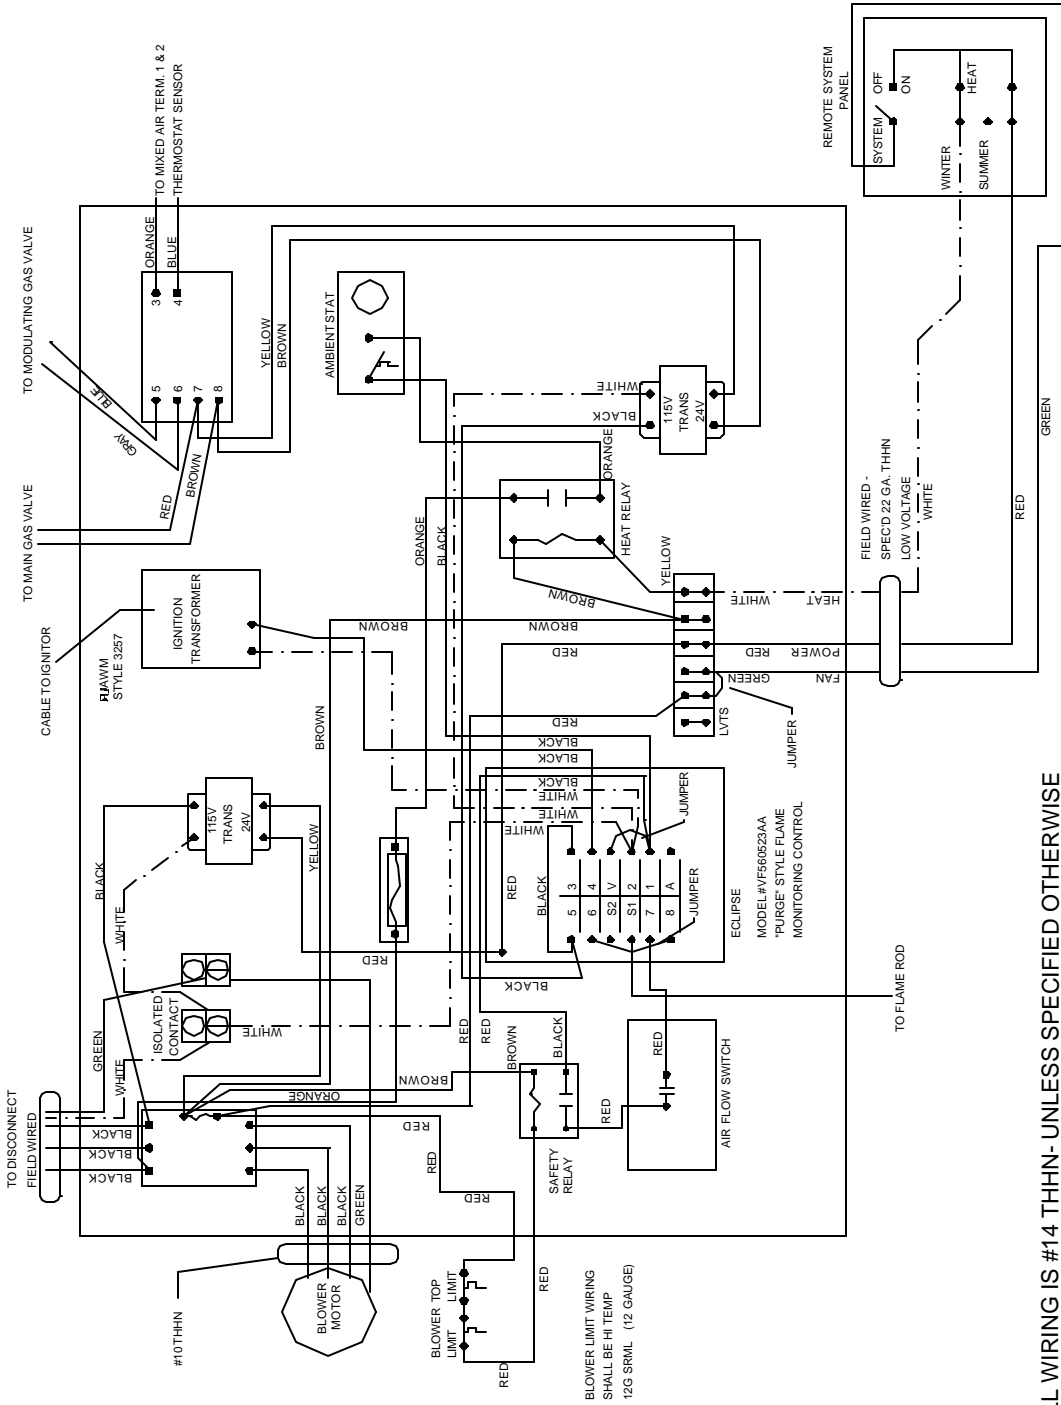 TO DISCONNECT
FIELD WIRED
BLACK
BLACK
BLACK
GREEN
WHITE
BLACK
WHITE
ISOLATED
CONTACT
WHITE
115V
TRANS
24V
YELLOW
RED
BROWN
CABLE TO IGNITOR
STYLE 3257
IGNITION
TRANSFORMER
TO MAIN GAS VALVE
RED
BROWN
TO MODULATING GAS VALVE
GRAY
BLUE
5
6
7
8
3
4
ORANGE
BLUE
TO MIXED AIR TERM. 1 & 2
THERMOSTAT SENSOR
YELLOW
BROWN
AMBIENT STAT
#10THHN
BLOWER
MOTOR
BLACK
BLACK
BLACK
GREEN
ORANGE
BROWN
RED
RED
RED
BLOWER TOP
LIMIT
LIMIT
RED
RED
BLOWER LIMIT WIRING
SHALL BE HI TEMP
12G SRML (12 GAUGE)
RED
RED
BROWN
BLACK
SAFETY
RELAY
RED
RED
AIR FLOW SWITCH
TO FLAME ROD
BLACK
RED
BLACK
WHITE
WHITE
WHITE
BLACK
BLACK
BLACK
RED
5
6
S2
S1
7
8
3
4
V
2
1
A
JUMPER
JUMPER
ECLIPSE
MODEL#VF560523AA
"PURGE" STYLE FLAME
MONITORING CONTROL
BROWN
BROWN
RED
BROWN
YELLOW
ORANGE
BLACK
ORANGE
HEAT RELAY
WHITE
BLACK
115V
TRANS
24V
LVTS
GREEN
JUMPER
FAN
POWER
RED
HEAT
WHITE
FIELD WIRED -
SPEC'D 22 GA. THHN
LOW VOLTAGE
WHITE
RED
GREEN
REMOTE SYSTEM
PANEL
SYSTEM
OFF
ON
WINTER
HEAT
SUMMER
L WIRING IS #14 THHN- UNLESS SPECIFIED OTHERWISE